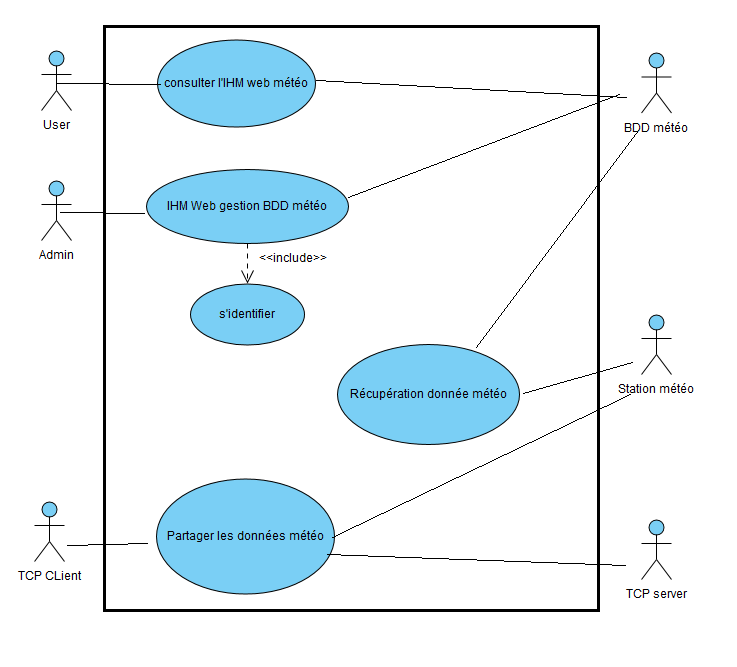 consulter l'IHM web météo
User
BDD météo
IHM Web gestion BDD météo
Admin
<<include>>
s'identifier
Récupération donnée météo
Station météo
Partager les données météo
TCP CLient
TCP server